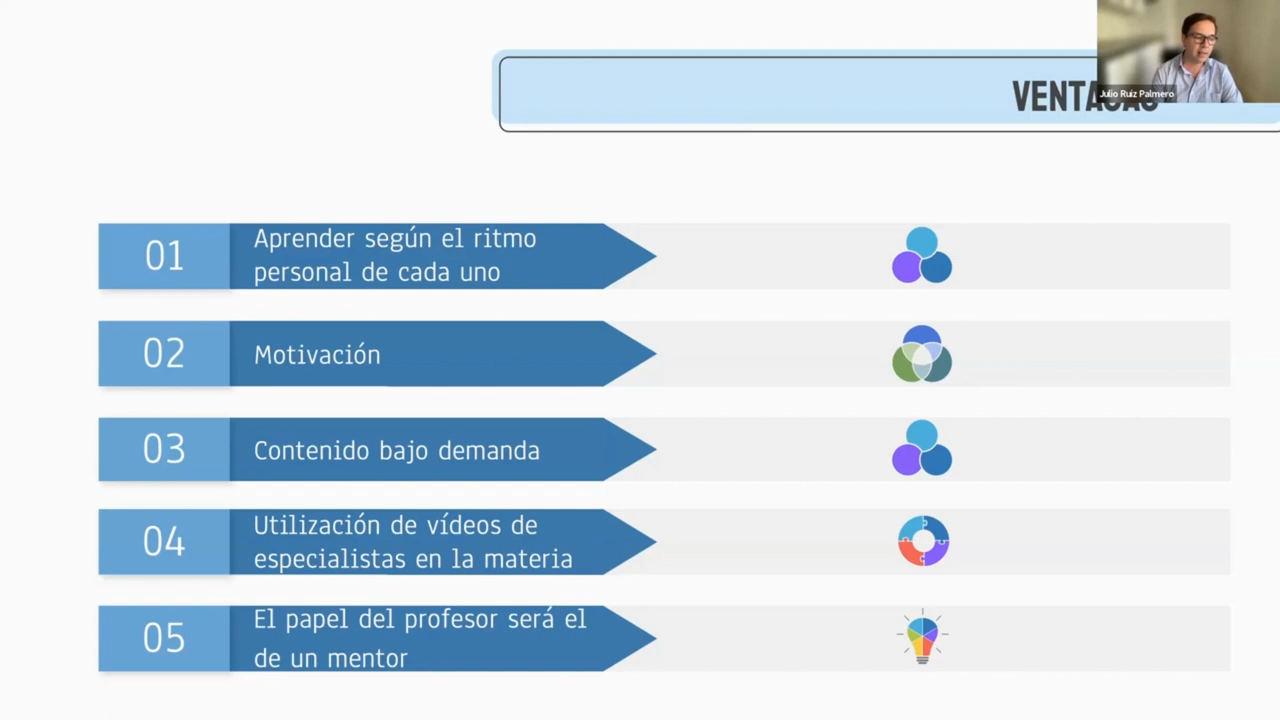 VENTAJAS
Julio Ruiz Palmero
01
Aprender según el ritmo
personal de cada uno
02
Motivación
03
Contenido bajo demanda
04
Utilización de vídeos de
especialistas en la materia
05
El papel del profesor será el
de un mentor